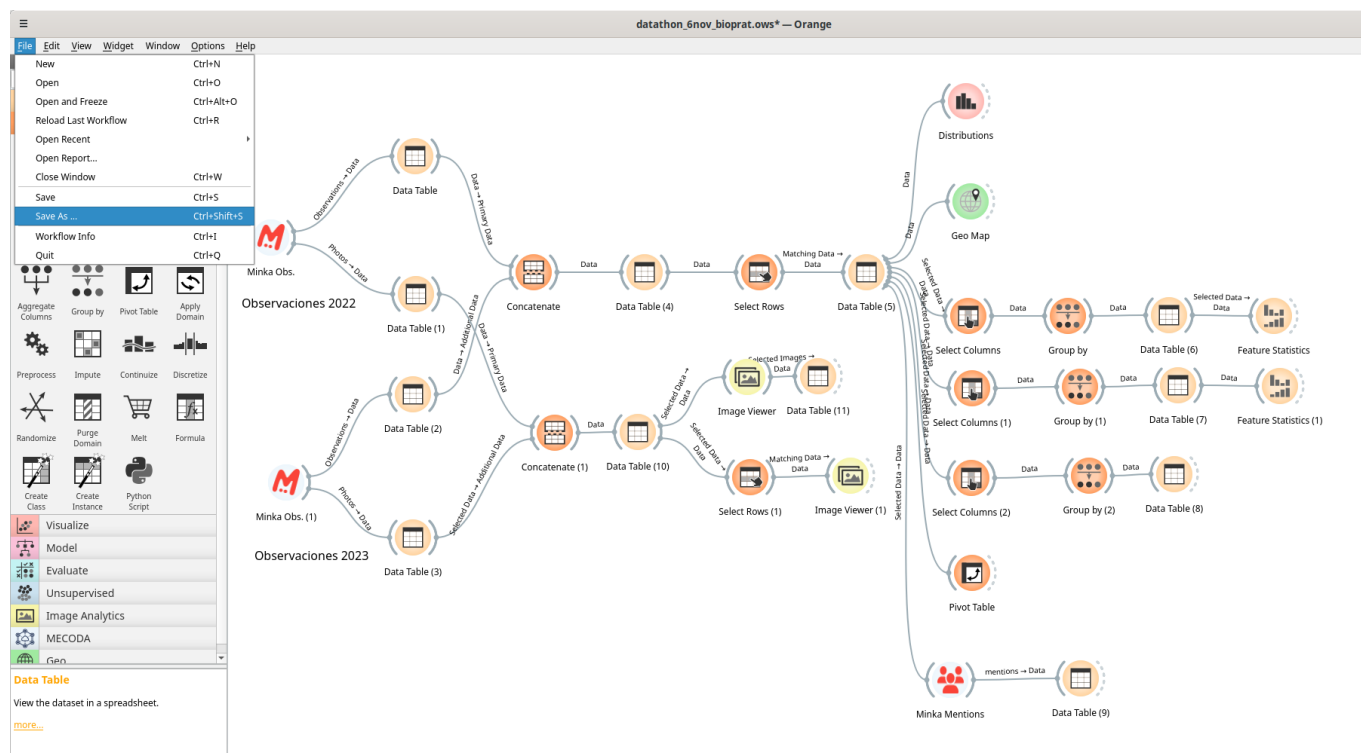 datathon_6nov_bioprat.ows* — Orange
File Edit View Widget Window Options Help
New Ctrl+N
Open Ctrl+O
Open and Freeze Ctrl+Alt+O
Reload Last Workflow Ctrl+R
Open Recent
Open Report...
Close Window Ctrl+W
Save Ctrl+S
Save As ... Ctrl+Shift+S
Workflow Info Ctrl+I
Quit Ctrl+Q
Aggregate Columns
Group by
Pivot Table
Apply Domain
Preprocess
Impute
Continuize
Discretize
Randomize
Purge Domain
Melt
Formula
Create Class
Create Instance
Python Script
Visualize
Model
Evaluate
Unsupervised
Image Analytics
MECODA
Geo
Data Table
View the dataset in a spreadsheet.
more...
Minka Obs.
Observaciones 2022
Observations → Data
Photos → Data
Data Table
Data Table (1)
Data → Primary Data
Data → Additional Data
Data → Primary Data
Minka Obs. (1)
Observaciones 2023
Observations → Data
Photos → Data
Data Table (2)
Data Table (3)
Selected Data → Additional Data
Concatenate
Data
Data Table (4)
Data
Select Rows
Matching Data →
Data
Data Table (5)
Concatenate (1)
Data
Data Table (10)
Selected Data →
Data
Image Viewer
Selected Images →
Data
Data Table (11)
Selected Data →
Data
Select Rows (1)
Matching Data →
Data
Image Viewer (1)
Data
Distributions
Data
Geo Map
Selected Data →
Data
Select Columns
Data
Group by
Data
Data Table (6)
Selected Data →
Data
Feature Statistics
Selected Data → Data
Select Columns (1)
Data
Group by (1)
Data
Data Table (7)
Data
Feature Statistics (1)
Selected Data → Data
Select Columns (2)
Data
Group by (2)
Data
Data Table (8)
Pivot Table
Selected Data → Data
Minka Mentions
mentions → Data
Data Table (9)